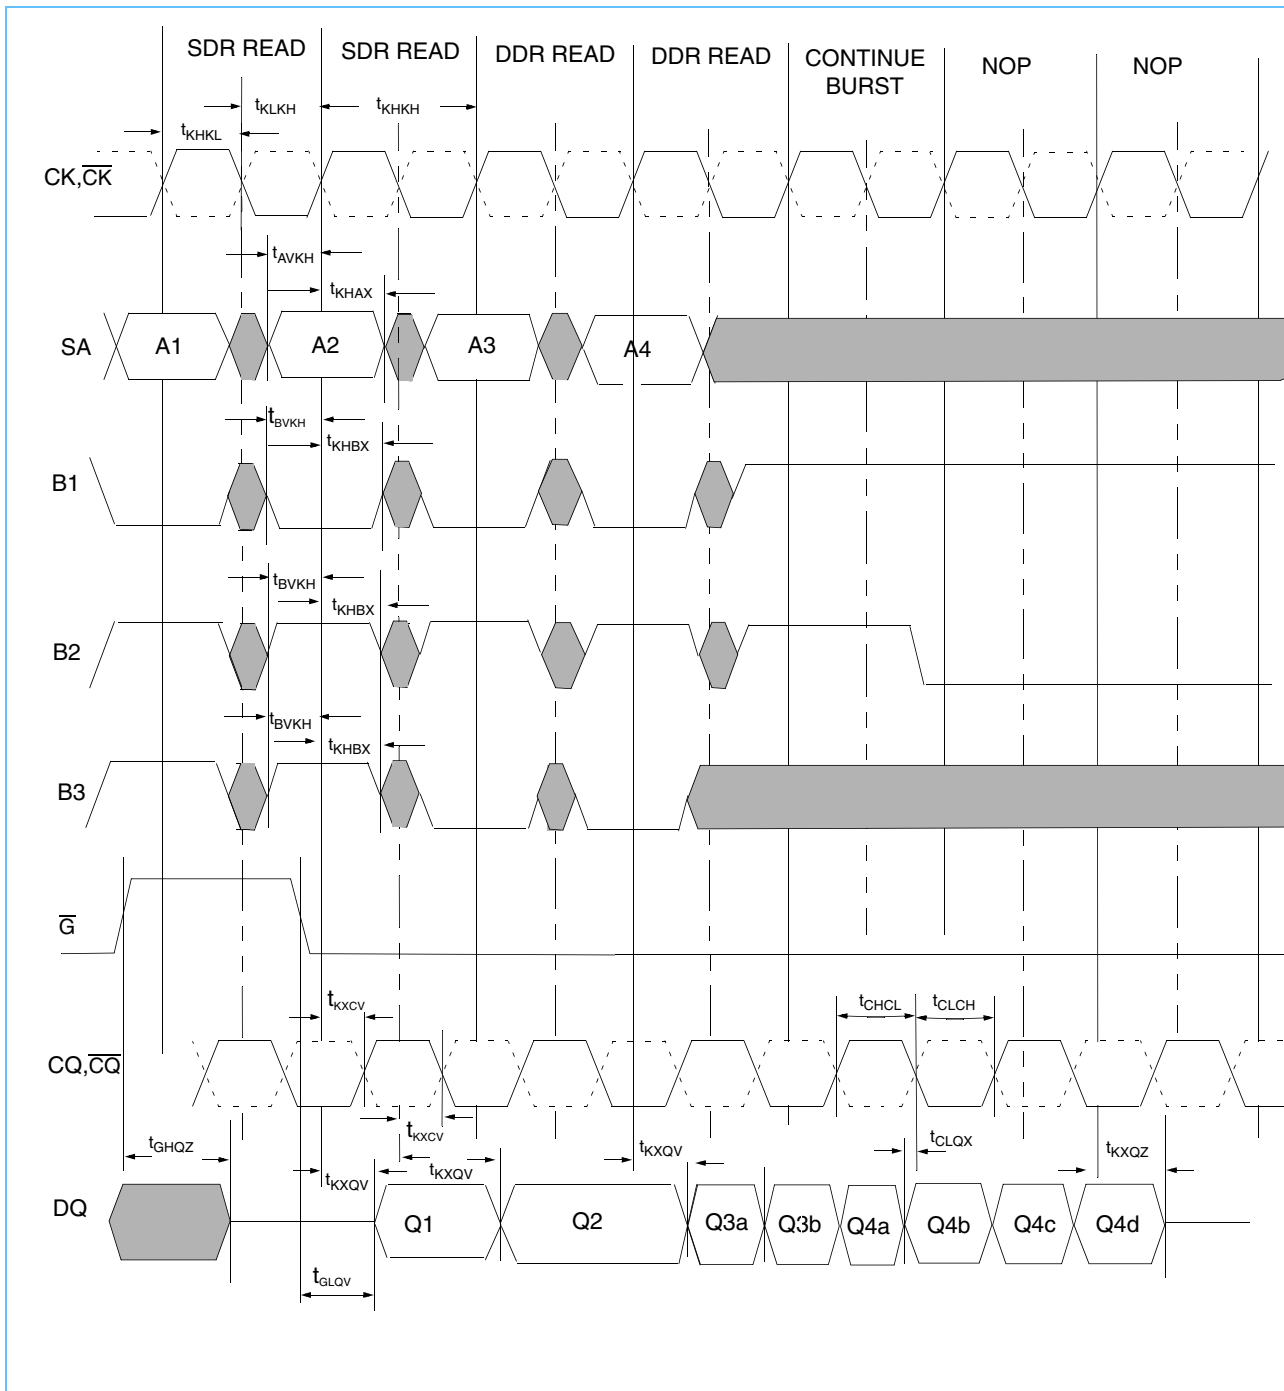 SDR READ
SDR READ
DDR READ
DDR READ
CONTINUE
BURST
NOP
NOP
tKLKH
tKHKH
tKHKL
CK,C̅K̅
tAVKH
tKHAX
SA
A1
A2
A3
A4
tBVKH
tKHBX
B1
tBVKH
tKHBX
B2
tBVKH
tKHBX
B3
G̅
tKXCV
tCHCL
tCLCH
CQ,C̅Q̅
tKXCV
tGHQZ
tKXQV
tKXQV
tKXQV
tCLQX
tKXQZ
DQ
Q1
Q2
Q3a
Q3b
Q4a
Q4b
Q4c
Q4d
tGLQV